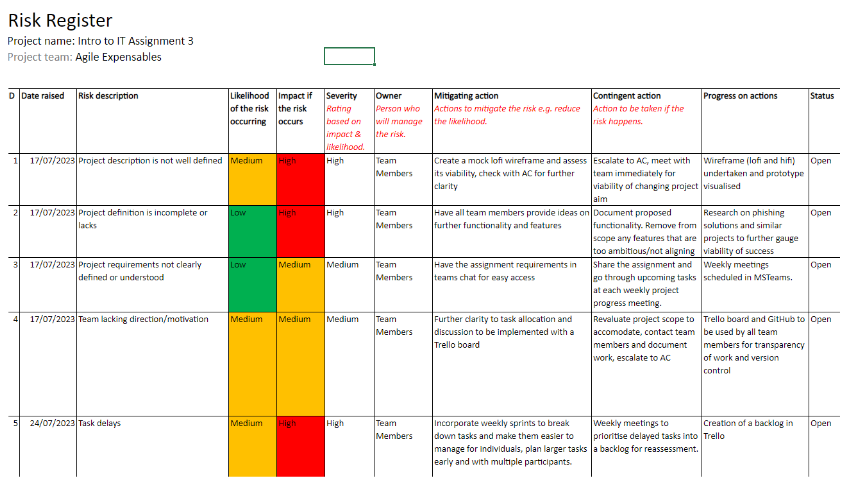 Risk Register
Project name: Intro to IT Assignment 3
Project team: Agile Expensables
D Date raised Risk description Likelihood of the risk occurring Impact if the risk occurs Severity Rating based on impact & likelihood. Owner Person who will manage the risk. Mitigating action Actions to mitigate the risk e.g. reduce the likelihood. Contingent action Action to be taken if the risk happens. Progress on actions Status
1 17/07/2023 Project description is not well defined Medium High High Team Members Create a mock lofi wireframe and assess its viability, check with AC for further clarity Escalate to AC, meet with team immediately for viability of changing project aim Wireframe (lofi and hifi) undertaken and prototype visualised Open
2 17/07/2023 Project definition is incomplete or lacks Low High High Team Members Have all team members provide ideas on further functionality and features Document proposed functionality. Remove from scope any features that are too ambitious/not aligning Research on phishing solutions and similar projects to further gauge viability of success Open
3 17/07/2023 Project requirements not clearly defined or understood Low Medium Medium Team Members Have the assignment requirements in teams chat for easy access Share the assignment and go through upcoming tasks at each weekly project progress meeting. Weekly meetings scheduled in MSTeams. Open
4 17/07/2023 Team lacking direction/motivation Medium Medium Medium Team Members Further clarity to task allocation and discussion to be implemented with a Trello board Revaluate project scope to accomodate, contact team members and document work, escalate to AC Trello board and GitHub to be used by all team members for transparency of work and version control Open
5 24/07/2023 Task delays Medium High High Team Members Incorporate weekly sprints to break down tasks and make them easier to manage for individuals, plan larger tasks early and with multiple participants. Weekly meetings to prioritise delayed tasks into a backlog for reassessment. Creation of a backlog in Trello Open